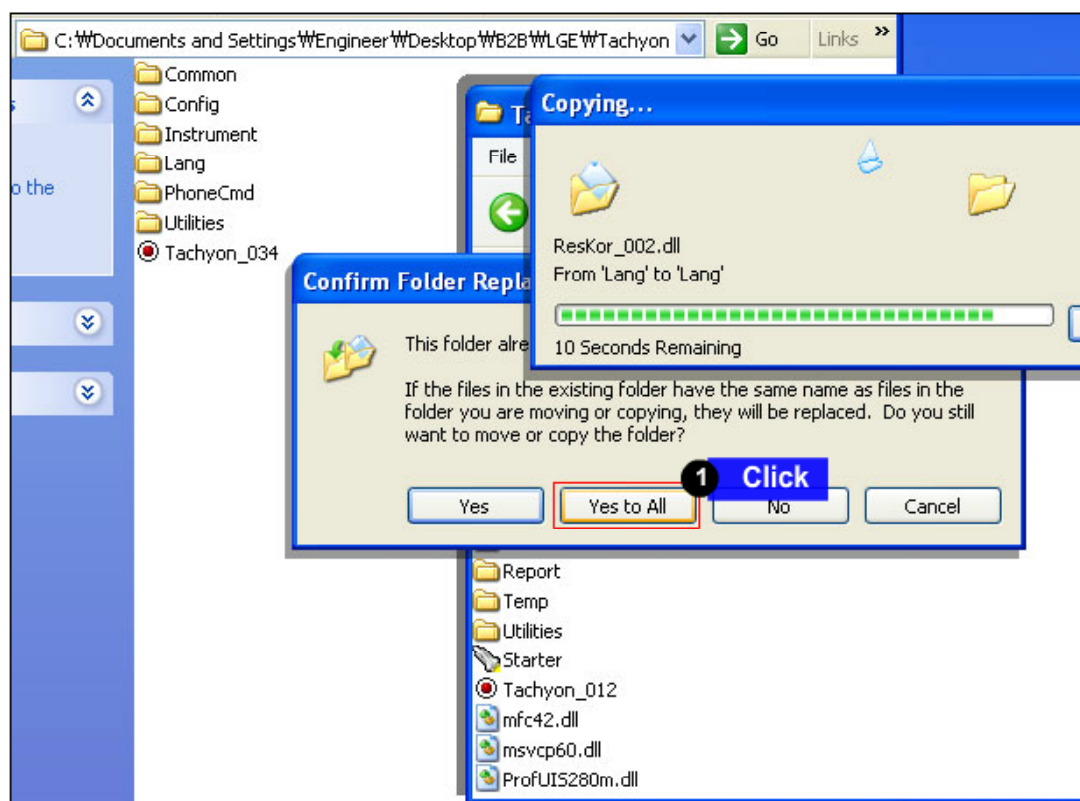 C:₩Documents and Settings₩Engineer₩Desktop₩B2B₩LGE₩Tachyon
Go
Links
»
Common
Config
Instrument
Lang
PhoneCmd
Utilities
Tachyon_034
o the
Ta
File
Copying...
ResKor_002.dll
From 'Lang' to 'Lang'
10 Seconds Remaining
Confirm Folder Repla
This folder alre
If the files in the existing folder have the same name as files in the
folder you are moving or copying, they will be replaced. Do you still
want to move or copy the folder?
1 Click
Yes
Yes to All
No
Cancel
Report
Temp
Utilities
Starter
Tachyon_012
mfc42.dll
msvcp60.dll
ProfUIS280m.dll